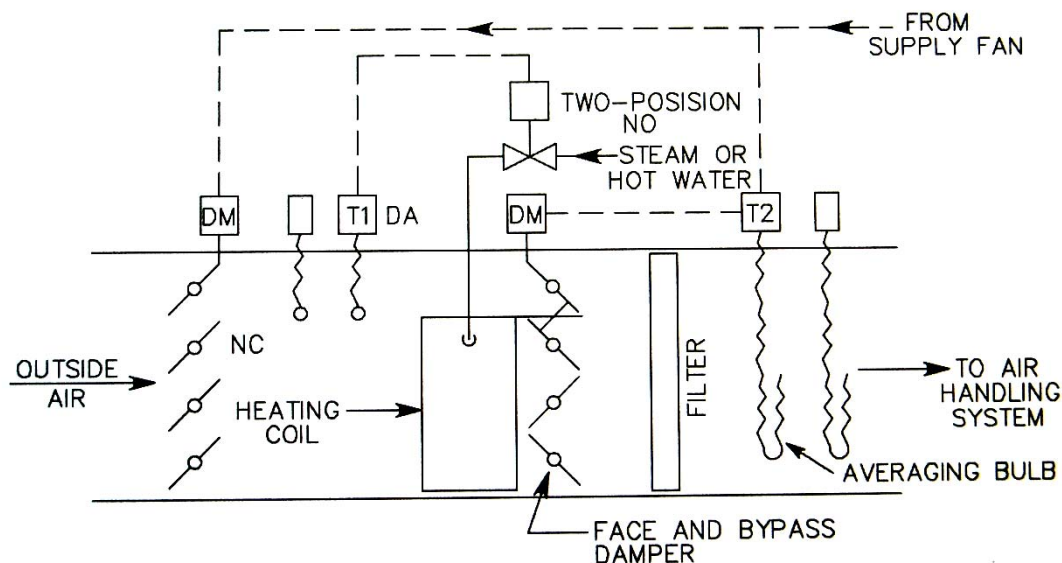 FROM
SUPPLY FAN
TWO-POSISION
NO
STEAM OR
HOT WATER
DM
T1
DA
DM
T2
NC
OUTSIDE
AIR
HEATING
COIL
FILTER
TO AIR
HANDLING
SYSTEM
AVERAGING BULB
FACE AND BYPASS
DAMPER